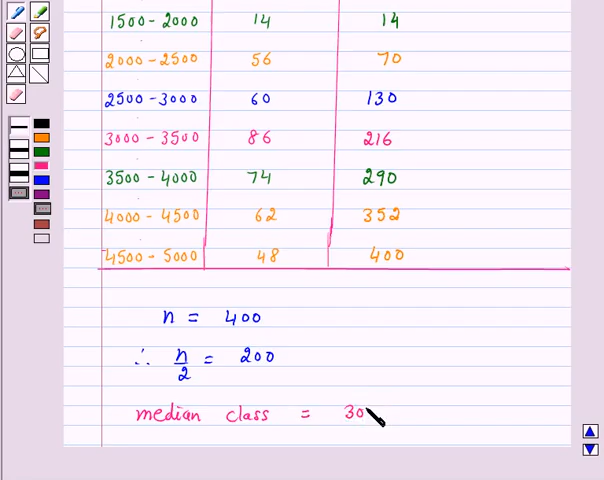 1500 - 2000 14 14
2000 - 2500 56 70
2500 - 3000 60 130
3000 - 3500 86 216
3500 - 4000 74 290
4000 - 4500 62 352
4500 - 5000 48 400
n = 400
∴ n/2 = 200
median class = 30